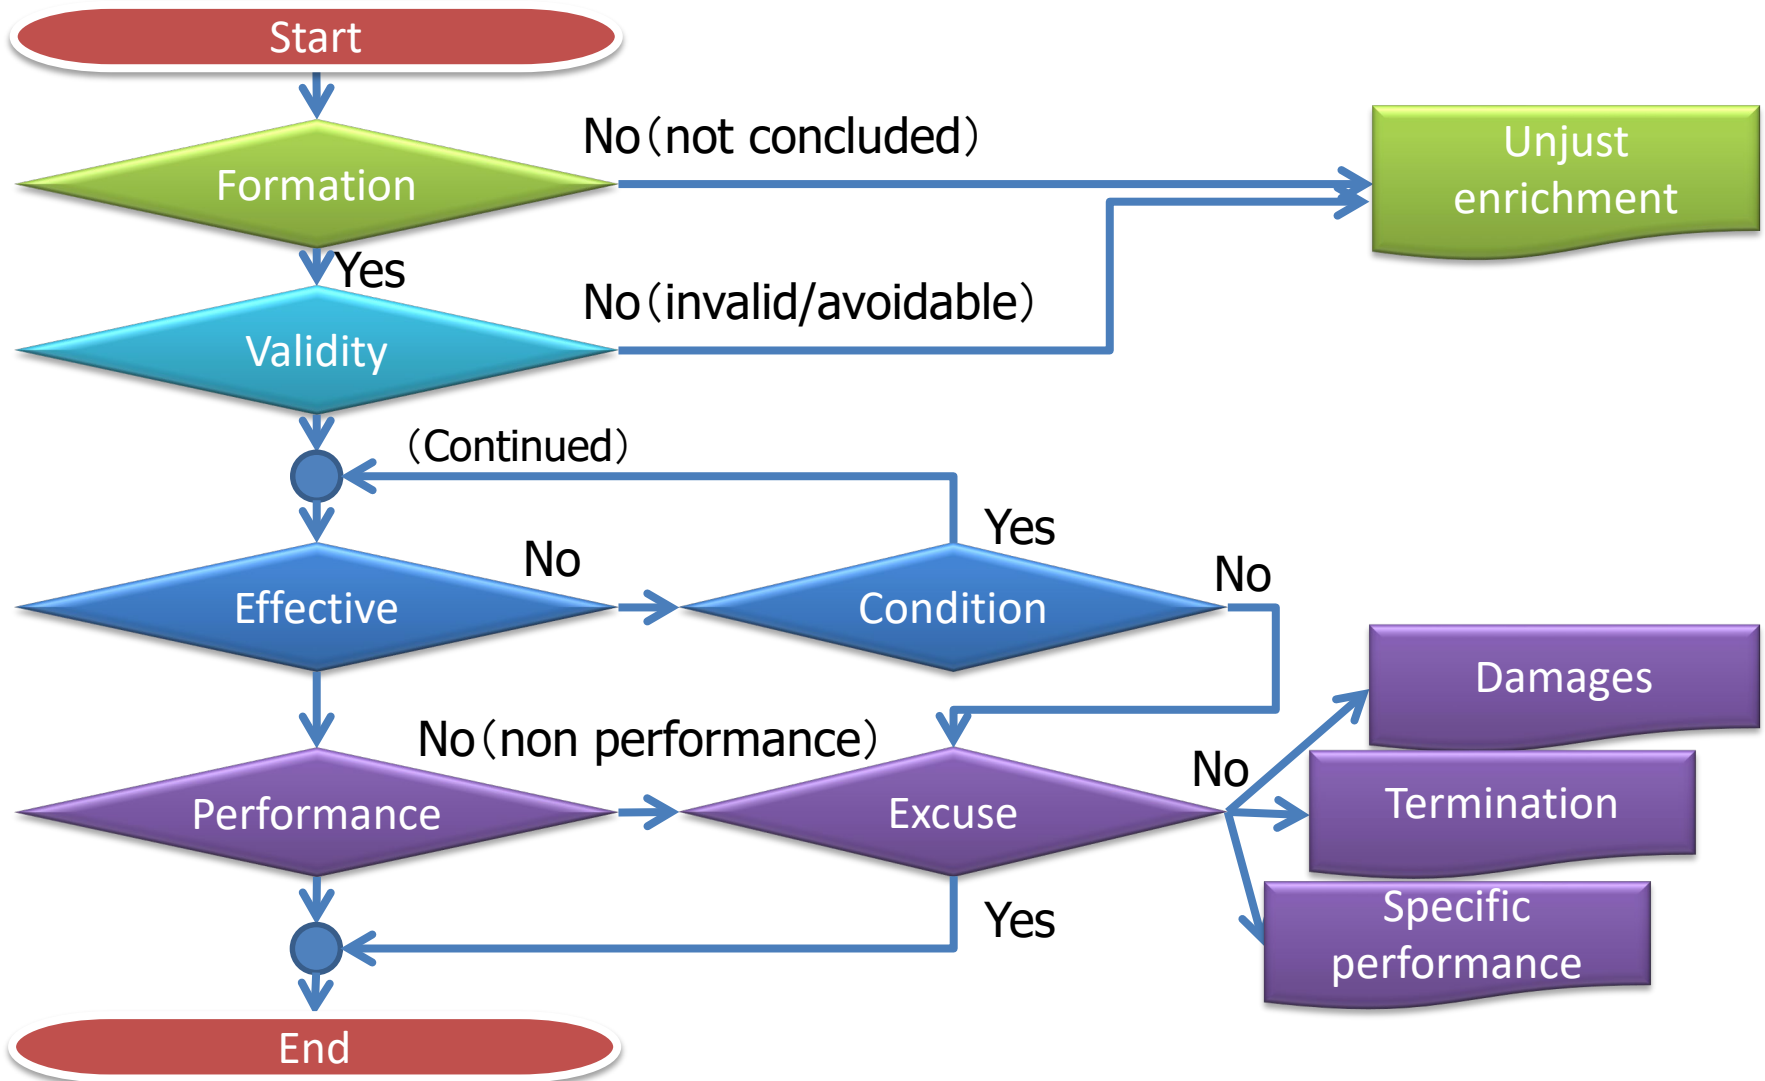 Start
No（not concluded）
Unjust
enrichment
Formation
Yes
No（invalid/avoidable）
Validity
（Continued）
Yes
No
No
Effective
Condition
Damages
No（non performance）
No
Performance
Excuse
Termination
Specific
performance
Yes
End